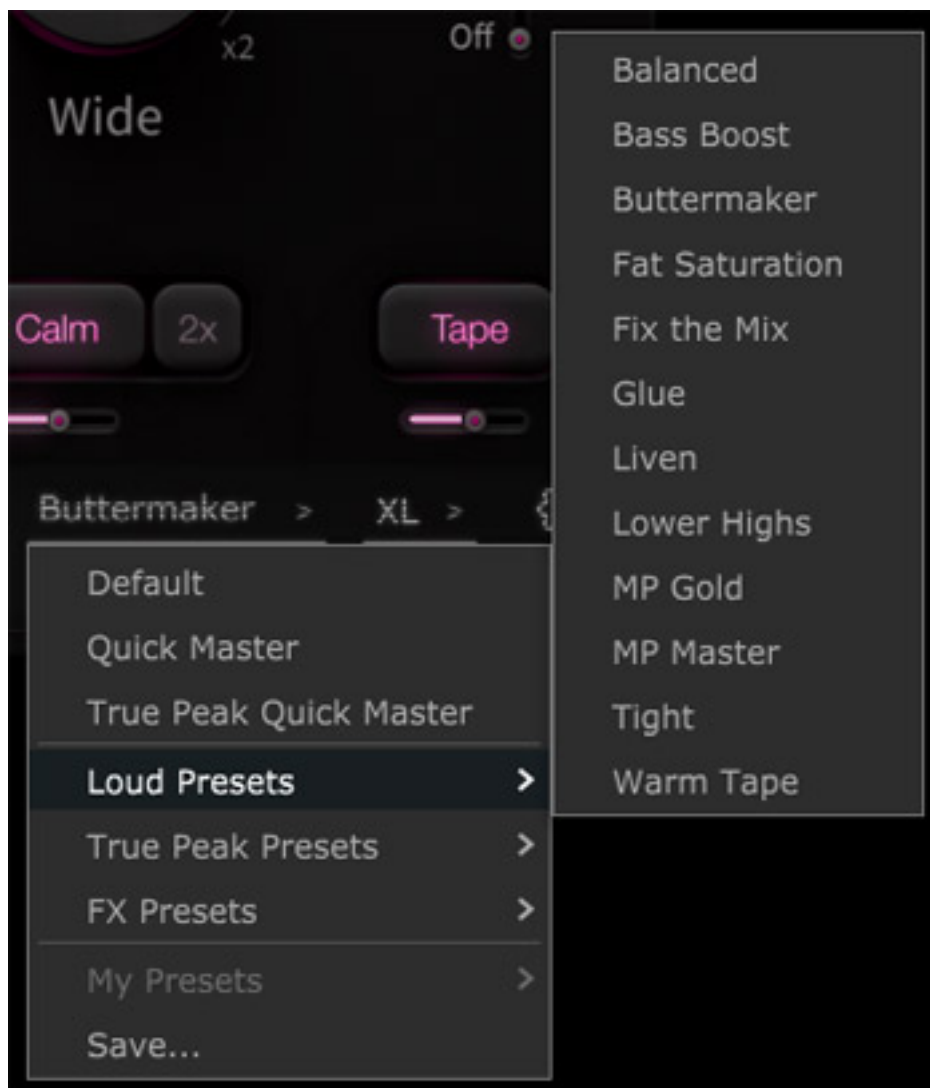 x2
Off
Wide
Calm
2x
Tape
Buttermaker >
XL >
Default
Quick Master
True Peak Quick Master
Loud Presets >
True Peak Presets >
FX Presets >
My Presets >
Save...
Balanced
Bass Boost
Buttermaker
Fat Saturation
Fix the Mix
Glue
Liven
Lower Highs
MP Gold
MP Master
Tight
Warm Tape